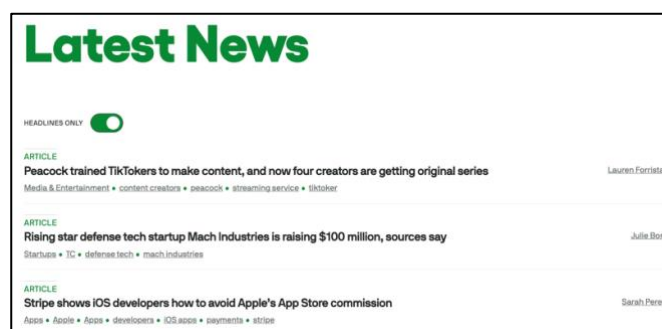 Latest News
HEADLINES ONLY
ARTICLE
Peacock trained TikTokers to make content, and now four creators are getting original series
Lauren Forrista
Media & Entertainment • content creators • peacock • streaming service • tiktoker
ARTICLE
Rising star defense tech startup Mach Industries is raising $100 million, sources say
Julie Bor
Startups • TC • defense tech • mach industries
ARTICLE
Stripe shows iOS developers how to avoid Apple's App Store commission
Sarah Pere
Apps • Apple • Apps • developers • iOS apps • payments • stripe